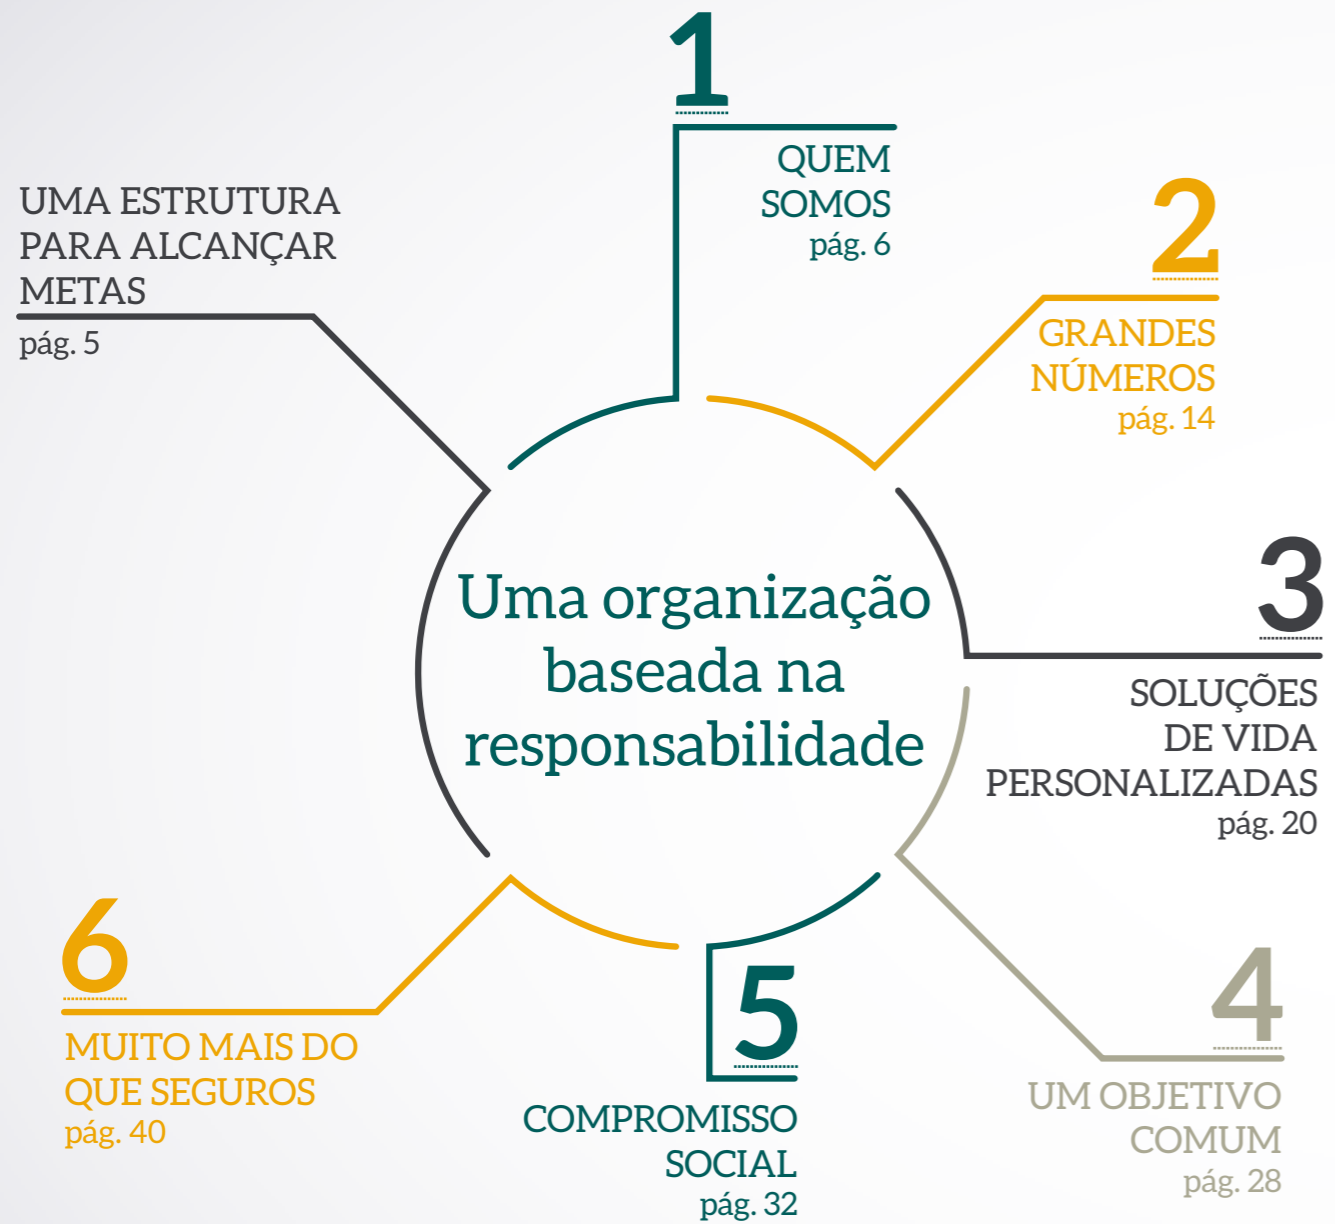 UMA ESTRUTURA
PARA ALCANÇAR
METAS
pág. 5
1
QUEM
SOMOS
pág. 6
2
GRANDES
NÚMEROS
pág. 14
3
SOLUÇÕES
DE VIDA
PERSONALIZADAS
pág. 20
4
UM OBJETIVO
COMUM
pág. 28
5
COMPROMISSO
SOCIAL
pág. 32
6
MUITO MAIS DO
QUE SEGUROS
pág. 40
Uma organização
baseada na
responsabilidade